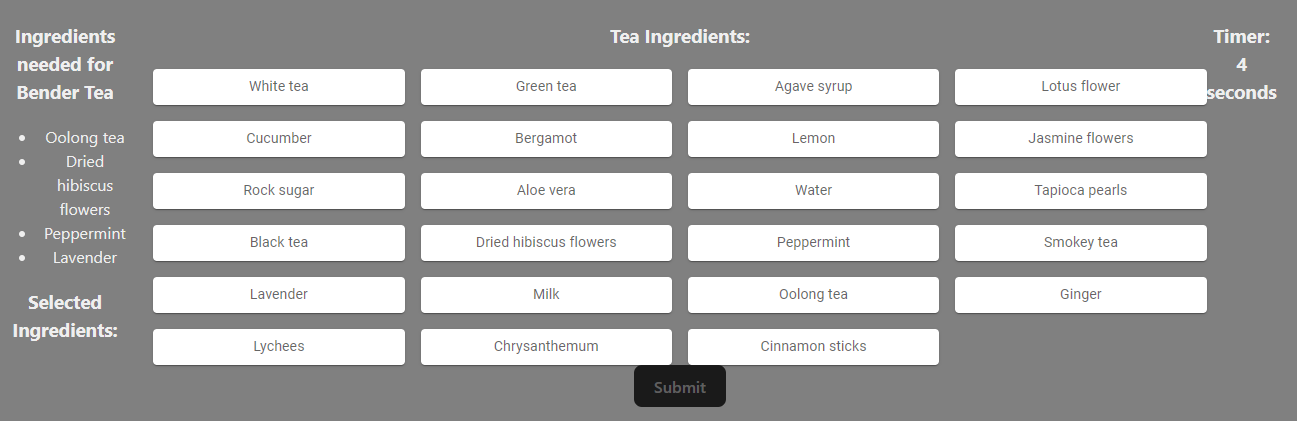 Ingredients
needed for
Bender Tea
Oolong tea
Dried
hibiscus
flowers
Peppermint
Lavender
Selected
Ingredients:
Tea Ingredients:
White tea
Green tea
Agave syrup
Lotus flower
Cucumber
Bergamot
Lemon
Jasmine flowers
Rock sugar
Aloe vera
Water
Tapioca pearls
Black tea
Dried hibiscus flowers
Peppermint
Smokey tea
Lavender
Milk
Oolong tea
Ginger
Lychees
Chrysanthemum
Cinnamon sticks
Submit
Timer:
4
seconds